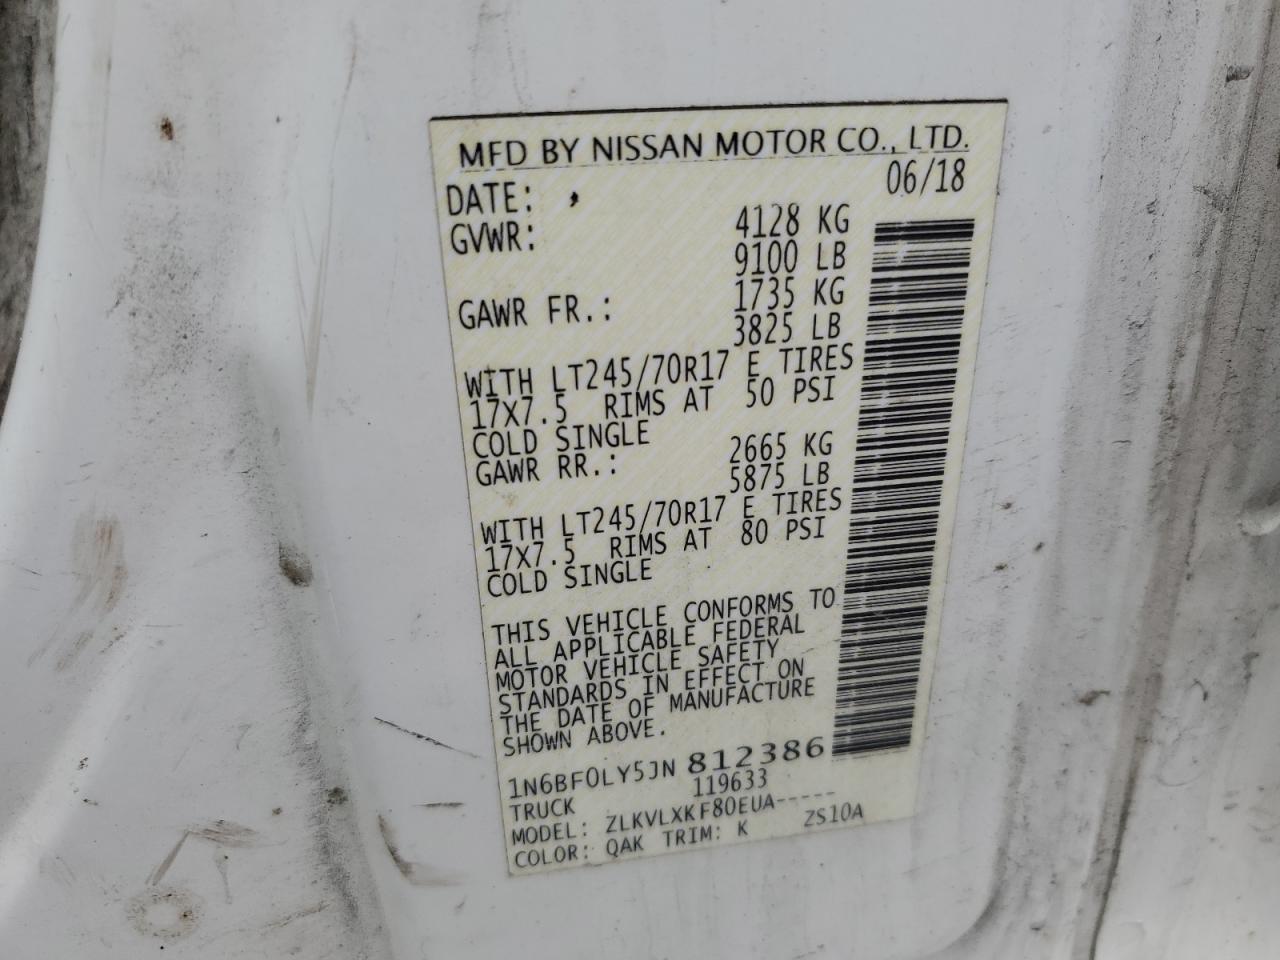 MFD BY NISSAN MOTOR CO., LTD.
DATE: 06/18
GVWR: 4128 KG
9100 LB
GAWR FR.: 1735 KG
3825 LB
WITH LT245/70R17 E TIRES
17X7.5 RIMS AT 50 PSI
COLD SINGLE
GAWR RR.: 2665 KG
5875 LB
WITH LT245/70R17 E TIRES
17X7.5 RIMS AT 80 PSI
COLD SINGLE
THIS VEHICLE CONFORMS TO
ALL APPLICABLE FEDERAL
MOTOR VEHICLE SAFETY
STANDARDS IN EFFECT ON
THE DATE OF MANUFACTURE
SHOWN ABOVE.
1N6BF0LY5JN 812386
TRUCK 119633
MODEL: ZLKVLXKF80EUA-----
COLOR: QAK TRIM: K ZS10A